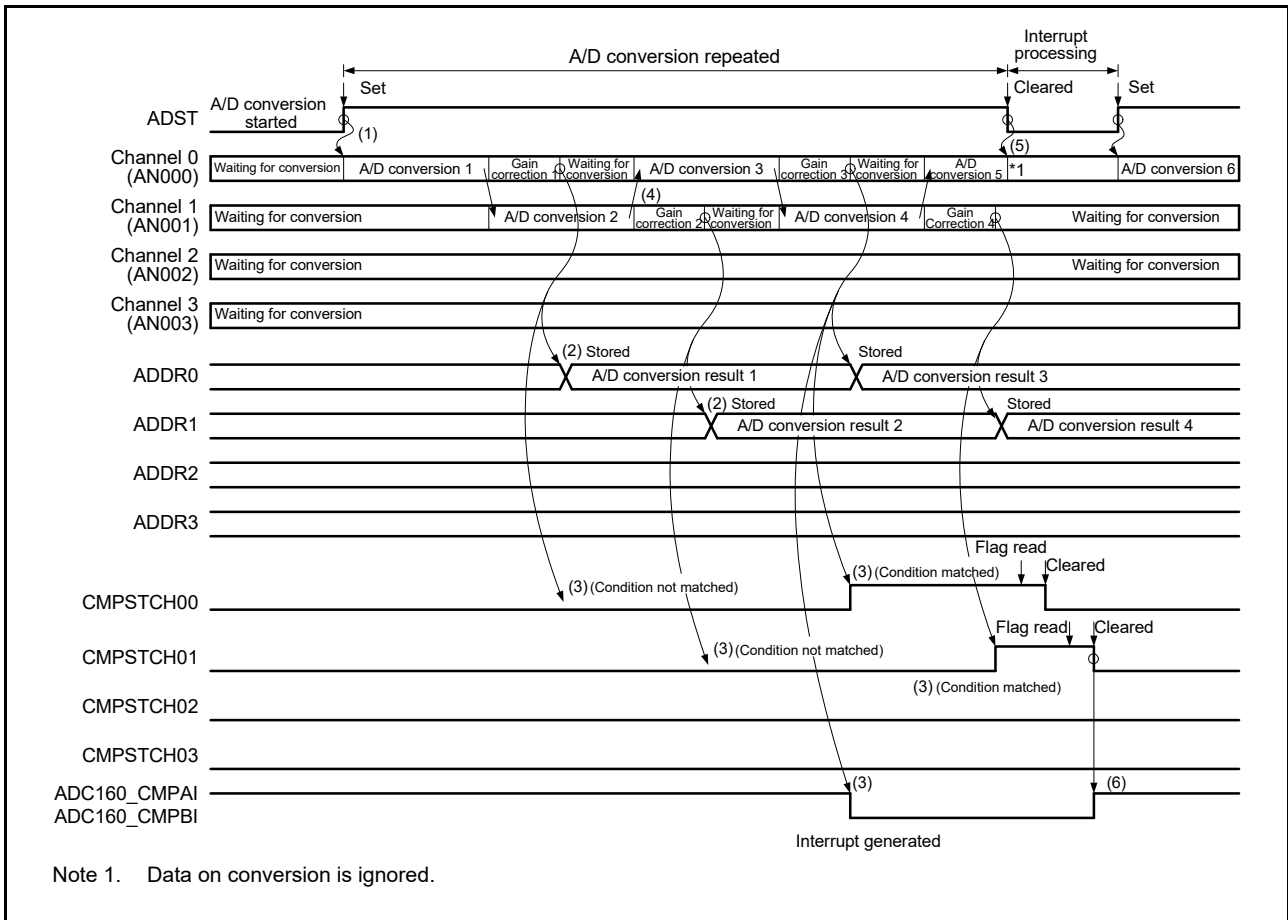 Interrupt
processing
A/D conversion repeated
Set
Cleared
Set
ADST
A/D conversion
started
(1)
(5)
Channel 0
(AN000)
Waiting for conversion
A/D conversion 1
Gain
correction 1
Waiting for
conversion
A/D conversion 3
Gain
correction 3
Waiting for
conversion
A/D
conversion 5
*1
A/D conversion 6
(4)
Channel 1
(AN001)
Waiting for conversion
A/D conversion 2
Gain
correction 2
Waiting for
conversion
A/D conversion 4
Gain
Correction 4
Waiting for conversion
Channel 2
(AN002)
Waiting for conversion
Waiting for conversion
Channel 3
(AN003)
Waiting for conversion
(2) Stored
Stored
ADDR0
A/D conversion result 1
A/D conversion result 3
(2) Stored
Stored
ADDR1
A/D conversion result 2
A/D conversion result 4
ADDR2
ADDR3
Flag read
Cleared
(3) (Condition not matched)
(3) (Condition matched)
CMPSTCH00
Flag read
Cleared
(3) (Condition not matched)
CMPSTCH01
(3) (Condition matched)
CMPSTCH02
CMPSTCH03
ADC160_CMPAI
ADC160_CMPBI
(3)
(6)
Interrupt generated
Note 1. Data on conversion is ignored.